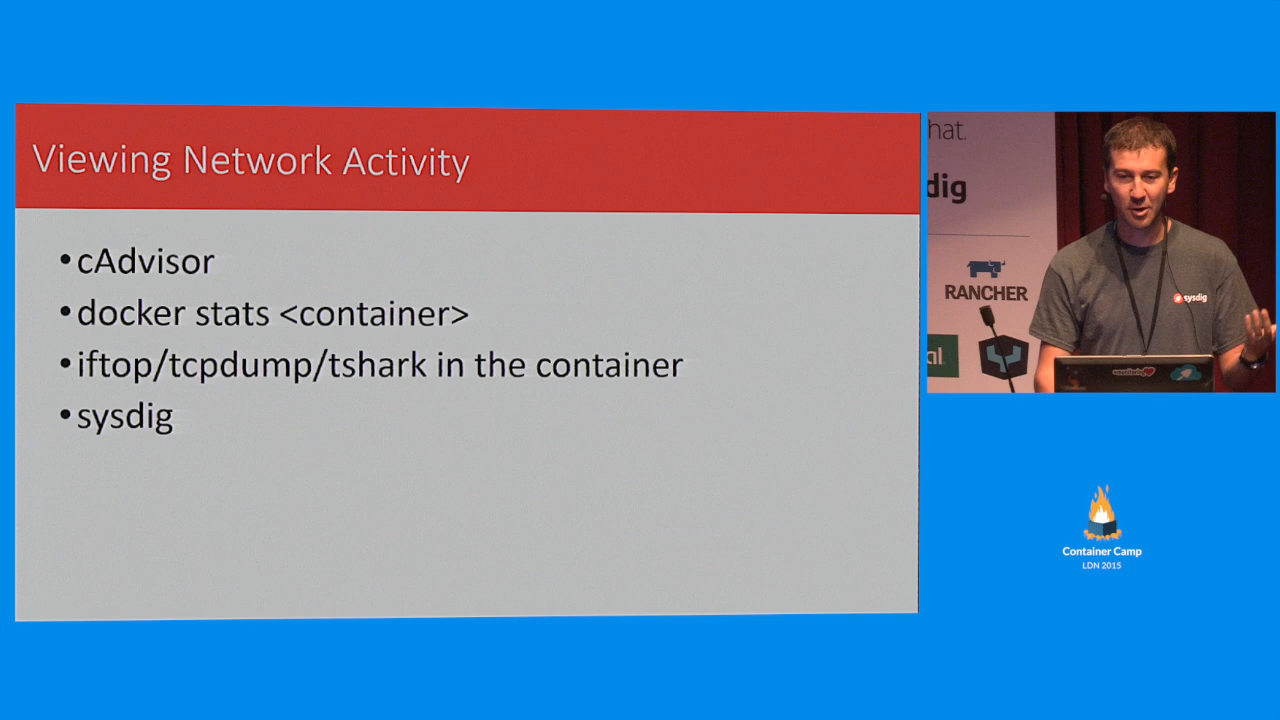 Viewing Network Activity
•cAdvisor
•docker stats <container>
•iftop/tcpdump/tshark in the container
•sysdig
hat.
dig
RANCHER
al
sysdig
Container Camp
LDN 2015